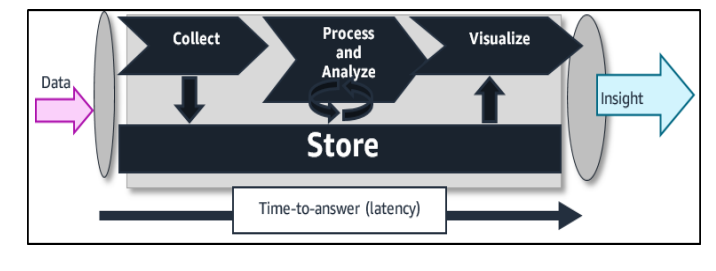 Data
Collect
Process
and
Analyze
Visualize
Store
Insight
Time-to-answer (latency)